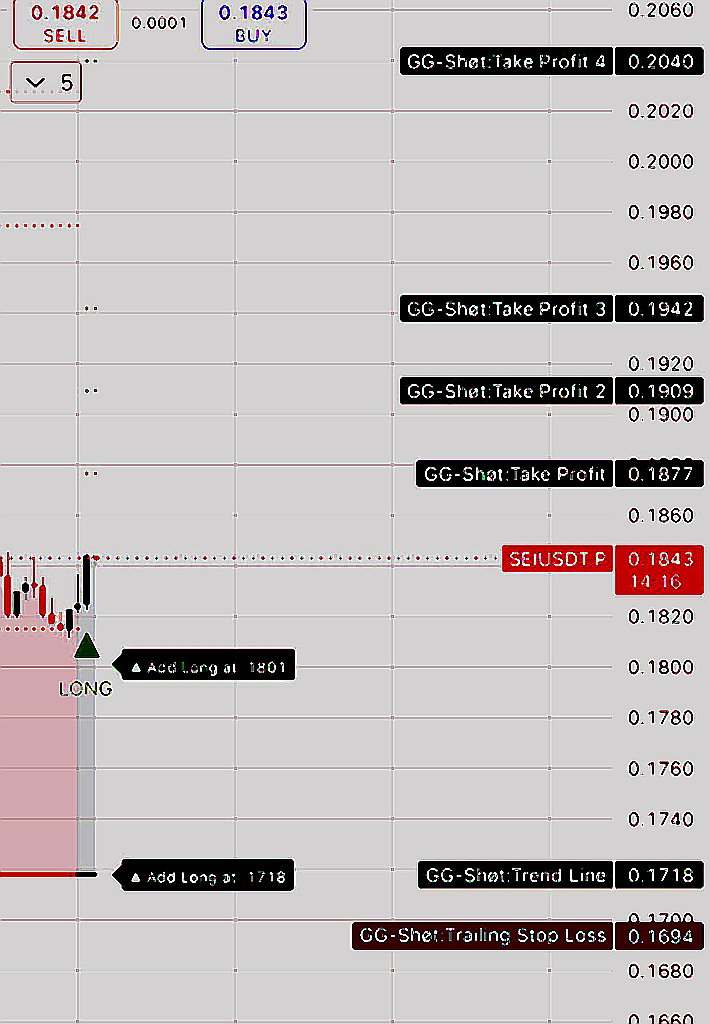 0.1842
SELL
0.0001
0.1843
BUY
5
0.2060
GG-Shøt:Take Profit 4 0.2040
0.2020
0.2000
0.1980
0.1960
GG-Shøt:Take Profit 3 0.1942
0.1920
GG-Shøt:Take Profit 2 0.1909
0.1900
GG-Shøt:Take Profit 0.1877
0.1860
SEIUSDT.P 0.1843
14:16
0.1820
▲ Add Long at: 1801
0.1800
LONG
0.1780
0.1760
0.1740
▲ Add Long at: 1718
GG-Shøt:Trend Line 0.1718
0.1700
GG-Shøt:Trailing Stop Loss 0.1694
0.1680
0.1660